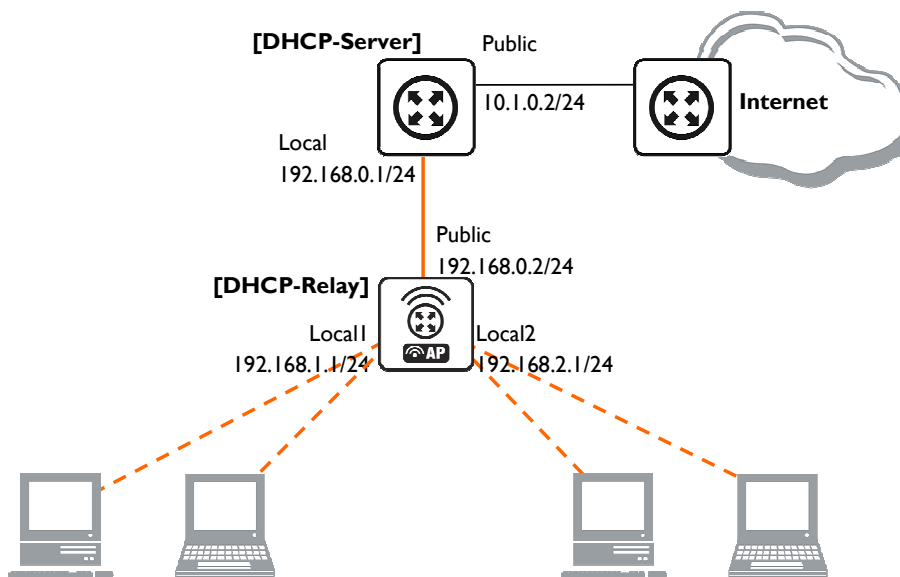 [DHCP-Server]
Public
10.1.0.2/24
Internet
Local
192.168.0.1/24
Public
192.168.0.2/24
[DHCP-Relay]
Local1
192.168.1.1/24
AP
Local2
192.168.2.1/24